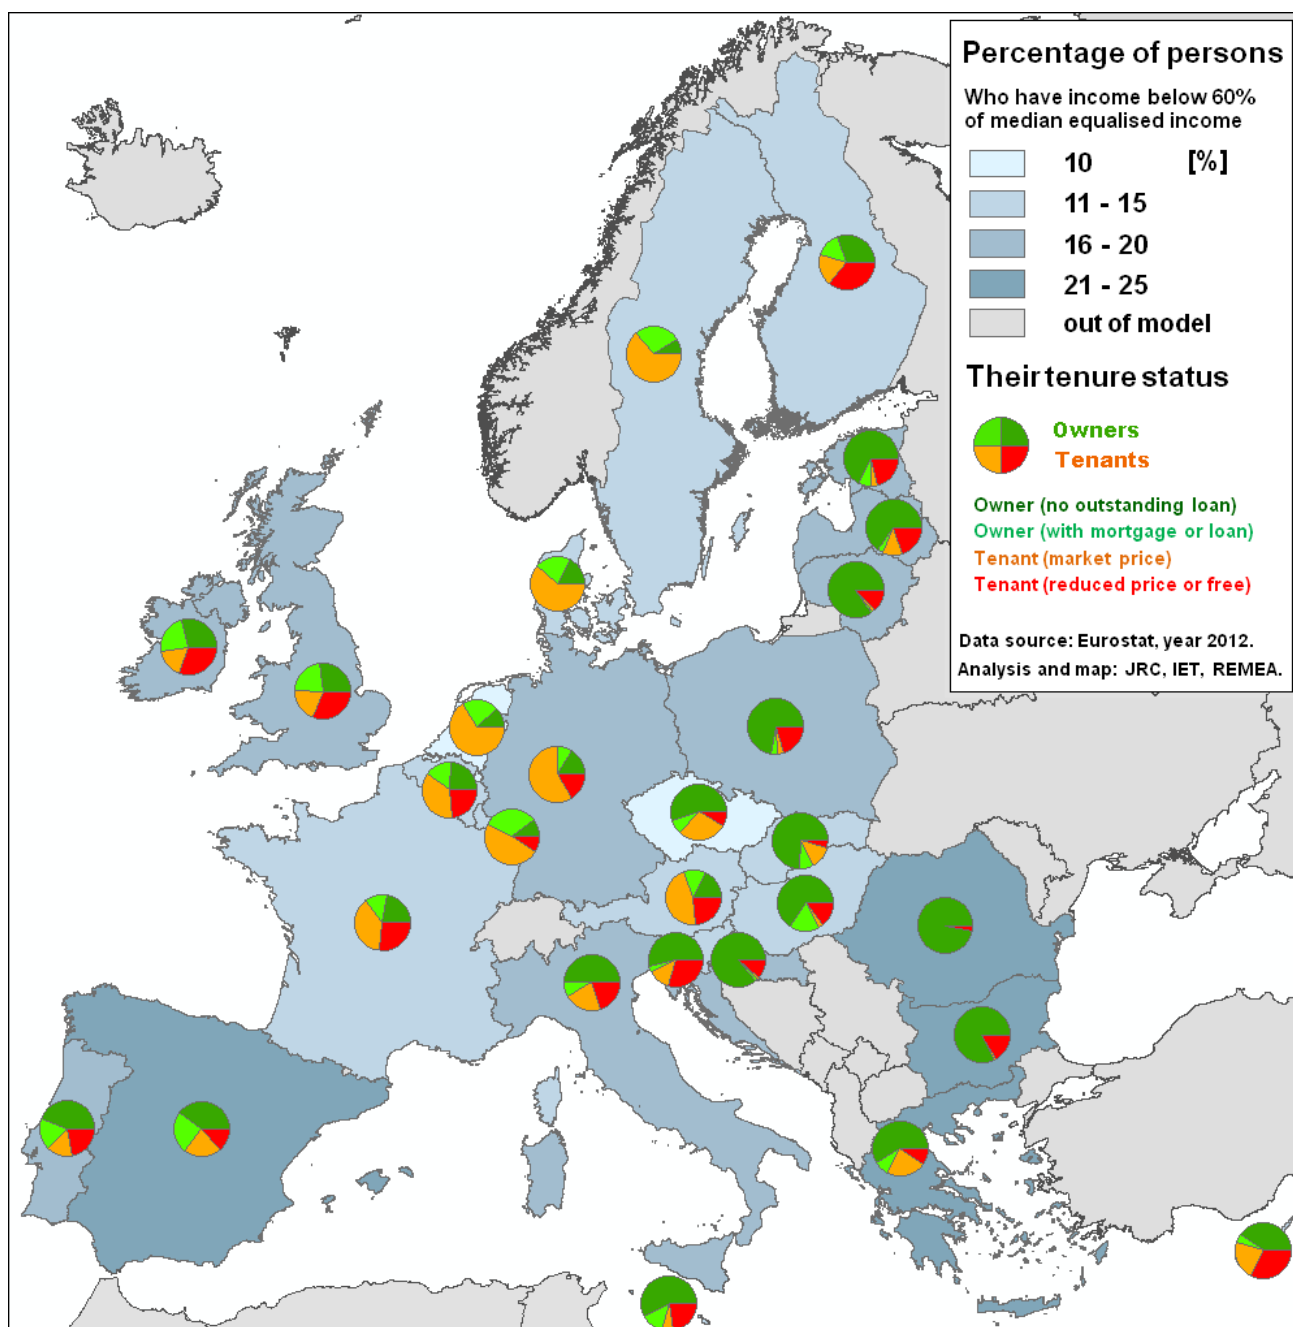 Percentage of persons
Who have income below 60%
of median equalised income
10 [%]
11 - 15
16 - 20
21 - 25
out of model
Their tenure status
Owners
Tenants
Owner (no outstanding loan)
Owner (with mortgage or loan)
Tenant (market price)
Tenant (reduced price or free)
Data source: Eurostat, year 2012.
Analysis and map: JRC, IET, REMEA.